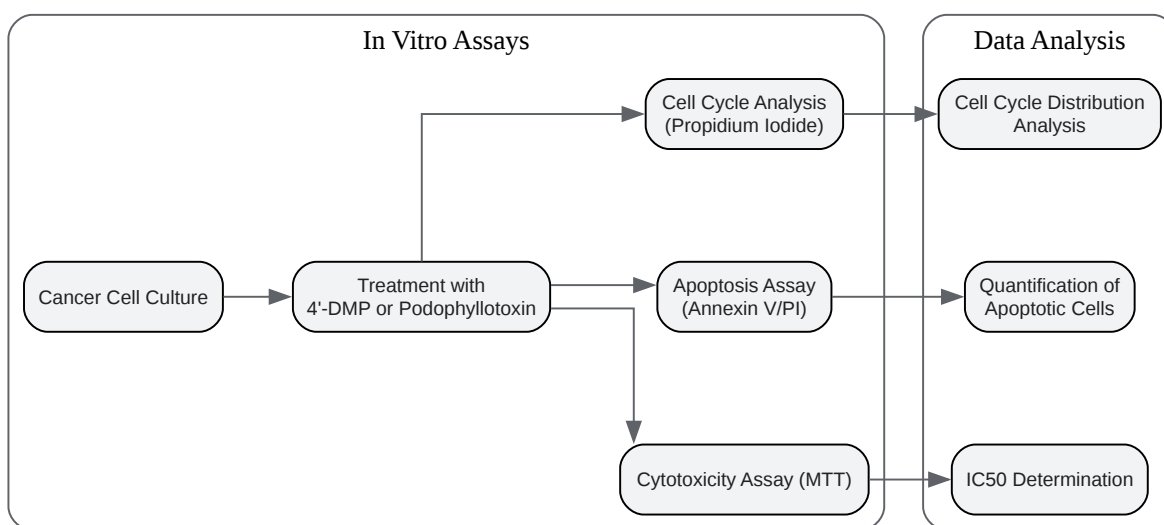 In Vitro Assays
Data Analysis
Cell Cycle Analysis
(Propidium Iodide)
Cell Cycle Distribution
Analysis
Cancer Cell Culture
Treatment with
4'-DMP or Podophyllotoxin
Apoptosis Assay
(Annexin V/PI)
Quantification of
Apoptotic Cells
Cytotoxicity Assay (MTT)
IC50 Determination